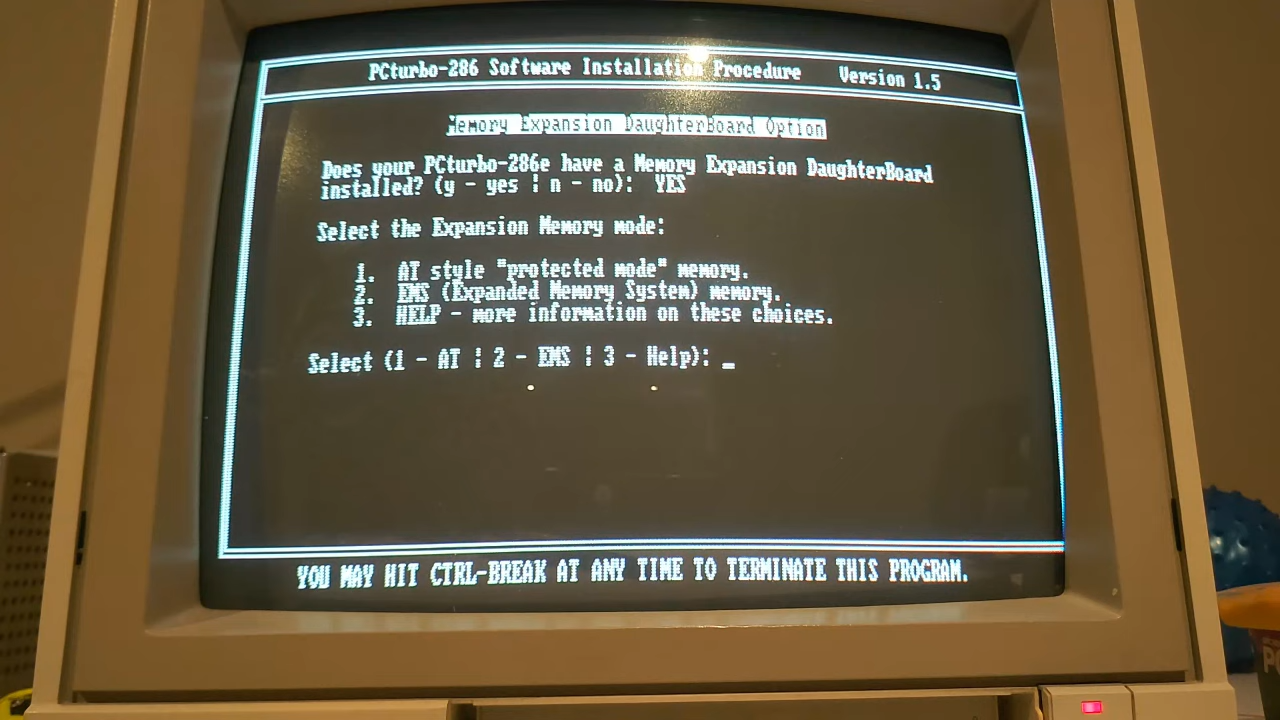 PCturbo-286 Software Installation Procedure Version 1.5
Memory Expansion DaughterBoard Option
Does your PCturbo-286e have a Memory Expansion DaughterBoard
installed? (y - yes ¦ n - no): YES
Select the Expansion Memory mode:
1. AT style "protected mode" memory.
2. EMS (Expanded Memory System) memory.
3. HELP - more information on these choices.
Select (1 - AT ¦ 2 - EMS ¦ 3 - Help): _
YOU MAY HIT CTRL-BREAK AT ANY TIME TO TERMINATE THIS PROGRAM.